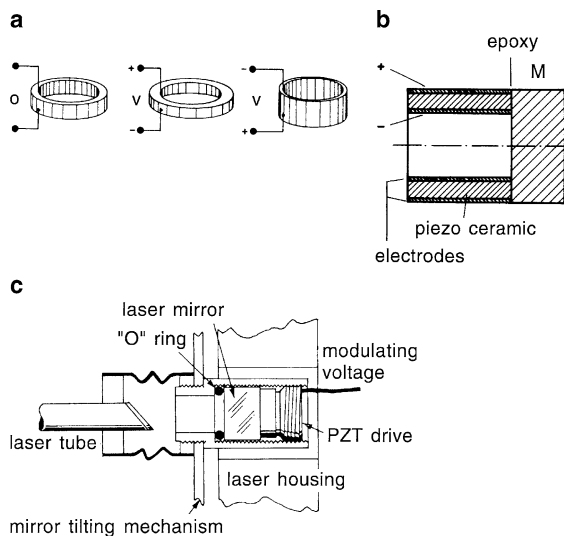 a
o
+
v
−
−
v
+
b
epoxy
M
+
−
piezo ceramic
electrodes
c
laser mirror
"O" ring
modulating
voltage
laser tube
PZT drive
laser housing
mirror tilting mechanism